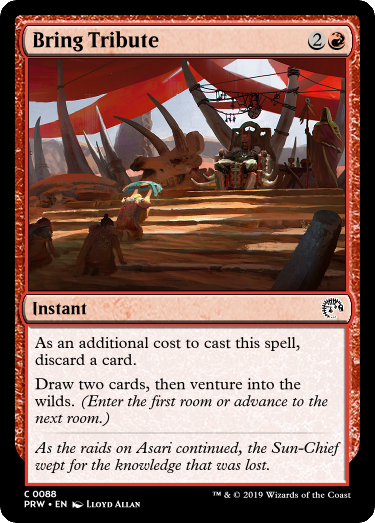 Bring Tribute 2
Instant
As an additional cost to cast this spell,
discard a card.
Draw two cards, then venture into the
wilds. (Enter the first room or advance to the
next room.)
As the raids on Asari continued, the Sun-Chief
wept for the knowledge that was lost.
C 0088
PRW • EN Lloyd Allan ™ & © 2019 Wizards of the Coast